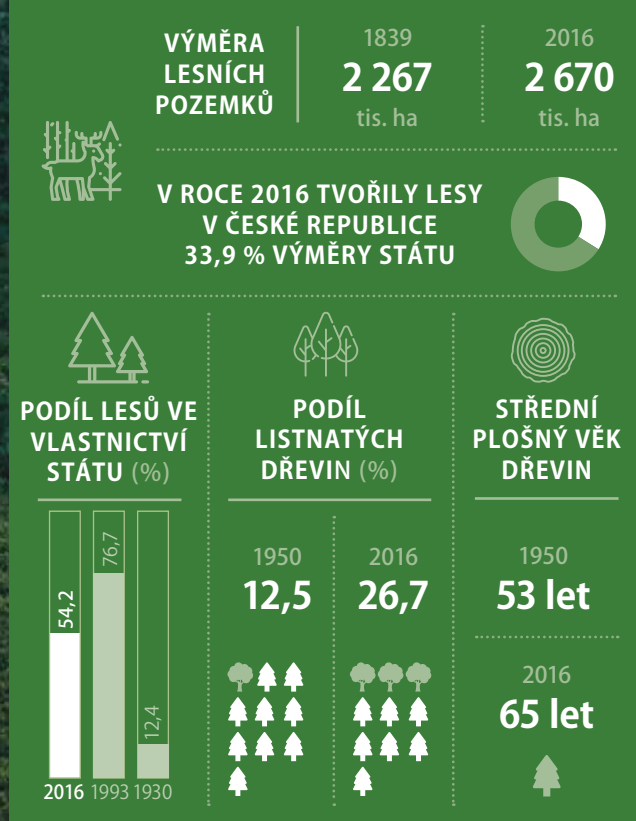 VÝMĚRA
LESNÍCH
POZEMKŮ
1839
2 267
tis. ha
2016
2 670
tis. ha
V ROCE 2016 TVOŘILY LESY
V ČESKÉ REPUBLICE
33,9 % VÝMĚRY STÁTU
PODÍL LESŮ VE
VLASTNICTVÍ
STÁTU (%)
54,2
76,7
12,4
2016 1993 1930
PODÍL
LISTNATÝCH
DŘEVIN (%)
1950
12,5
2016
26,7
STŘEDNÍ
PLOŠNÝ VĚK
DŘEVIN
1950
53 let
2016
65 let